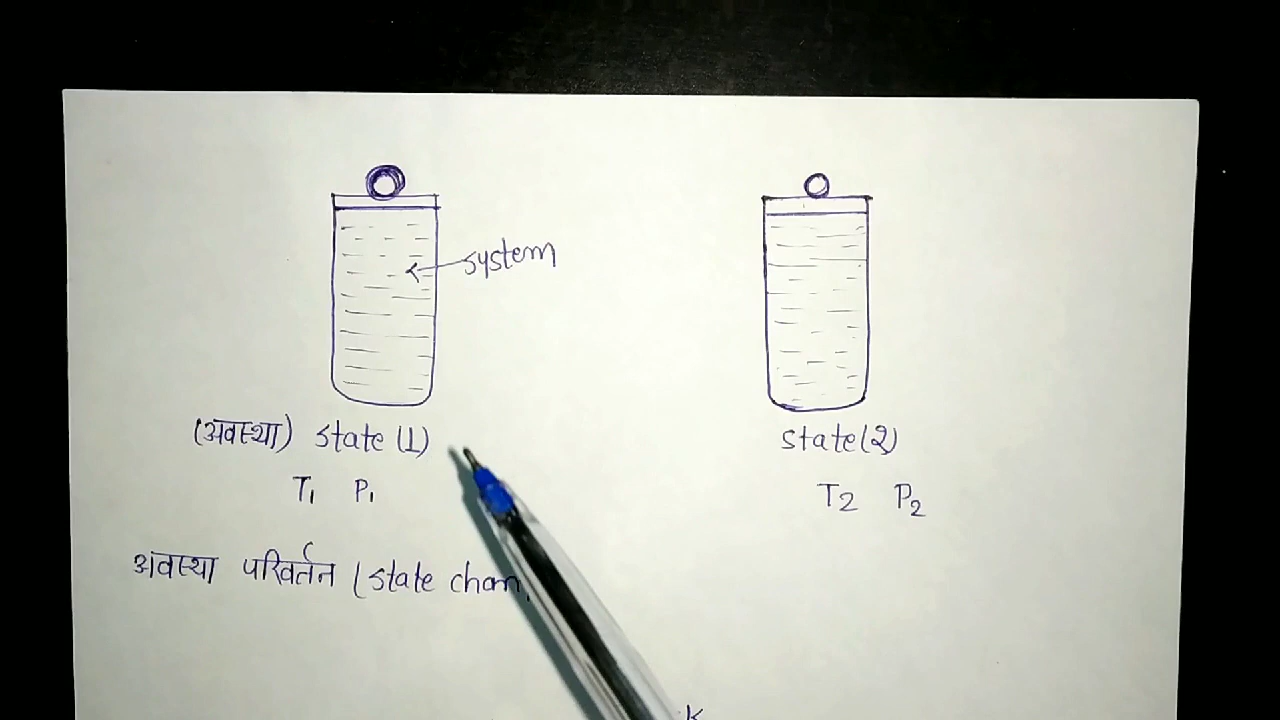 system
(अवस्था) state (1)
state(2)
T1 P1
T2 P2
अवस्था परिवर्तन (state chan
K